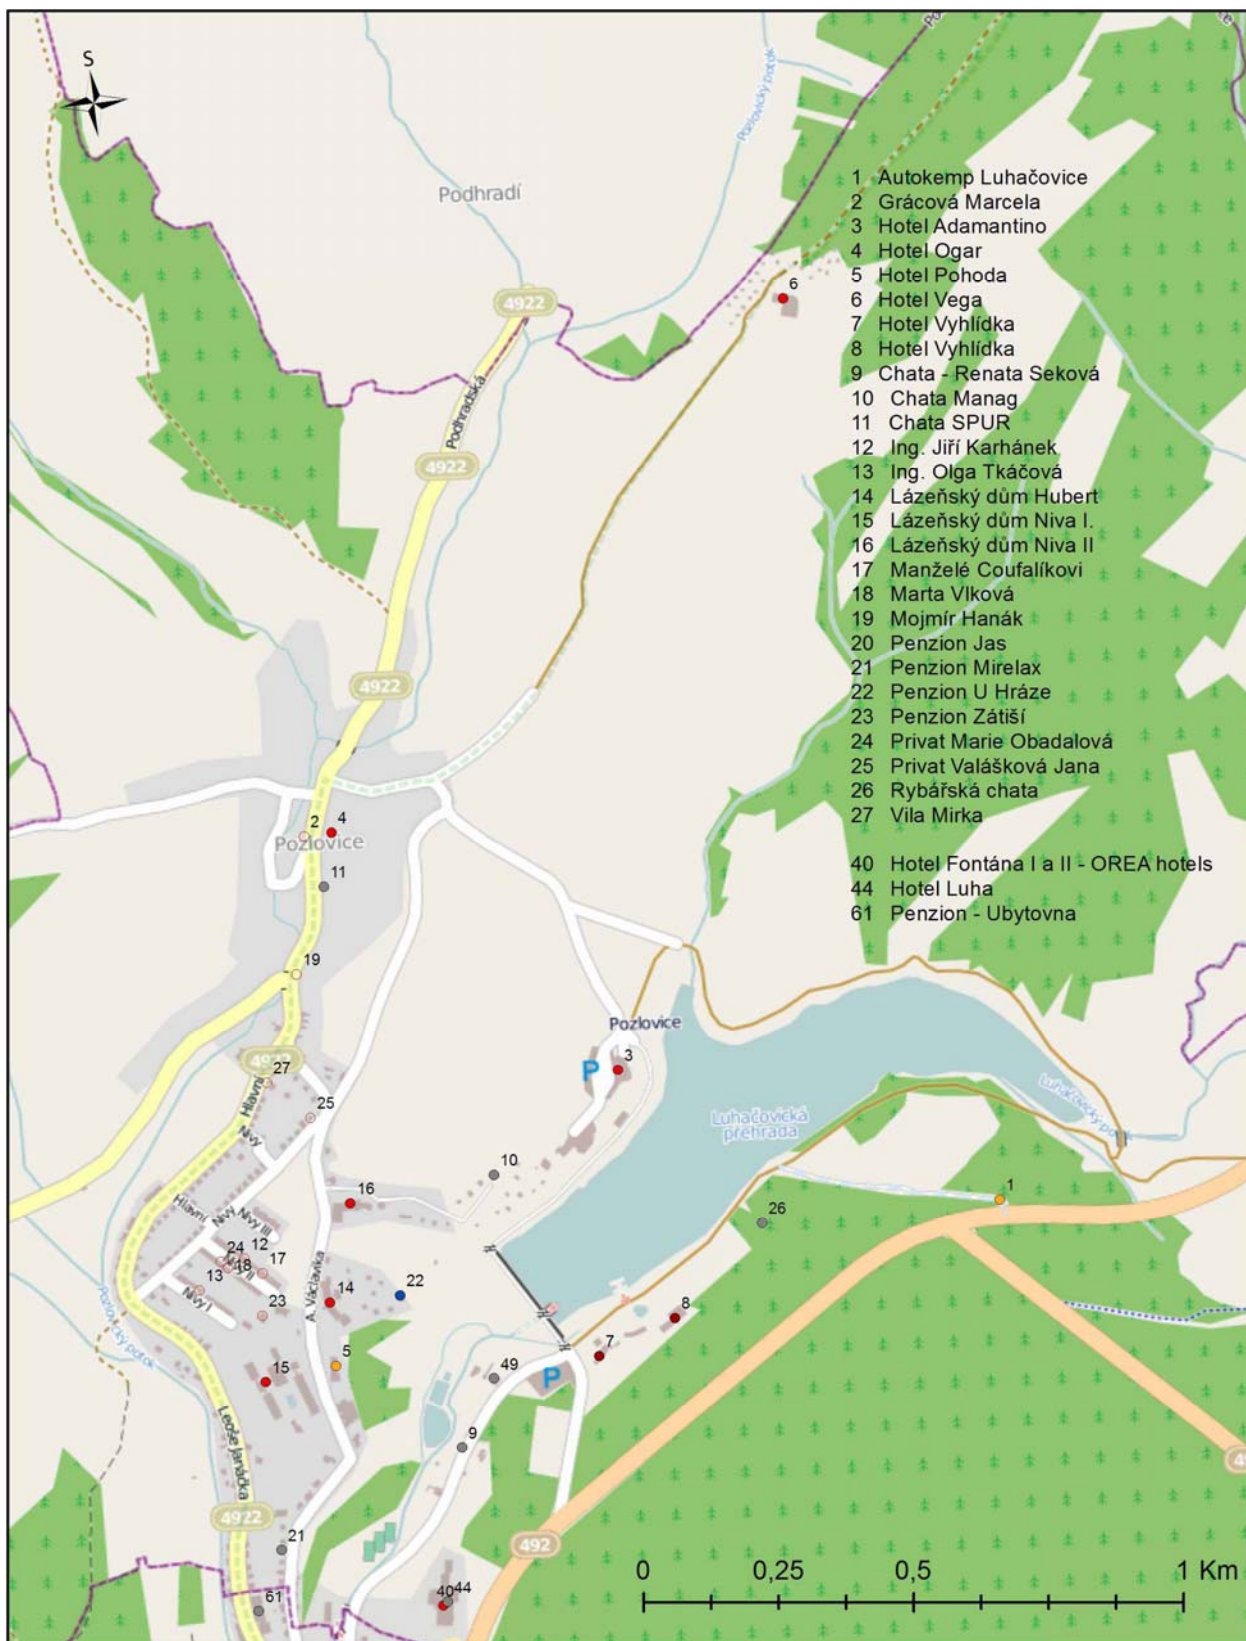 S
Pozlovický potok
Podhradí
4922
Podhradská
4922
4922
6
1 Autokemp Luhačovice
2 Grácová Marcela
3 Hotel Adamantino
4 Hotel Ogar
5 Hotel Pohoda
6 Hotel Vega
7 Hotel Vyhlídka
8 Hotel Vyhlídka
9 Chata - Renata Seková
10 Chata Manag
11 Chata SPUR
12 Ing. Jiří Karhánek
13 Ing. Olga Tkáčová
14 Lázeňský dům Hubert
15 Lázeňský dům Niva I.
16 Lázeňský dům Niva II
17 Manželé Coufalíkovi
18 Marta Vlková
19 Mojmír Hanák
20 Penzion Jas
21 Penzion Mirelax
22 Penzion U Hráze
23 Penzion Zátiší
24 Privat Marie Obadalová
25 Privat Valášková Jana
26 Rybářská chata
27 Vila Mirka
40 Hotel Fontána I a II - OREA hotels
44 Hotel Luha
61 Penzion - Ubytovna
2
4
Pozlovice
11
19
Pozlovice
P
3
4922
27
Hlavní
25
Nivy
Luhačovická
přehrada
Luhačovický potok
10
16
1
26
Hlavní
Nivy
Nivy III
24
12
18
17
13
Nivy I
23
A. Václavíka
14
22
8
7
Pozlovický potok
5
15
49
P
9
Leoše Janáčka
4922
21
492
61
40
44
0 0,25 0,5 1 Km